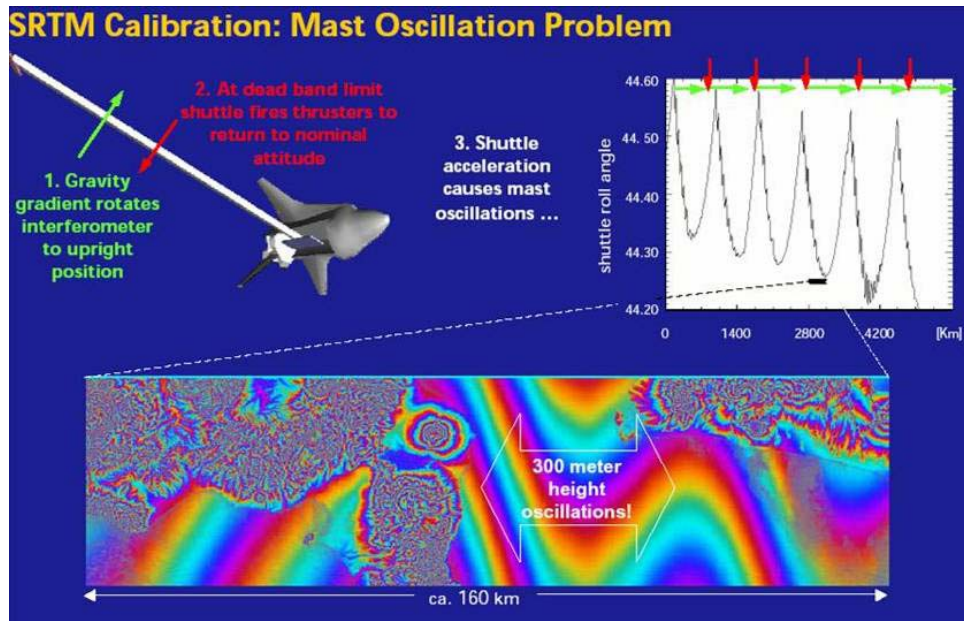 SRTM Calibration: Mast Oscillation Problem
2. At dead band limit
shuttle fires thrusters to
return to nominal
attitude
1. Gravity
gradient rotates
interferometer
to upright
position
3. Shuttle
acceleration
causes mast
oscillations ...
shuttle roll angle
44.60
44. 50
44.40
44.30
44.20
0 1400 2800 4200 [Km]
300 meter
height
oscillations!
ca. 160 km